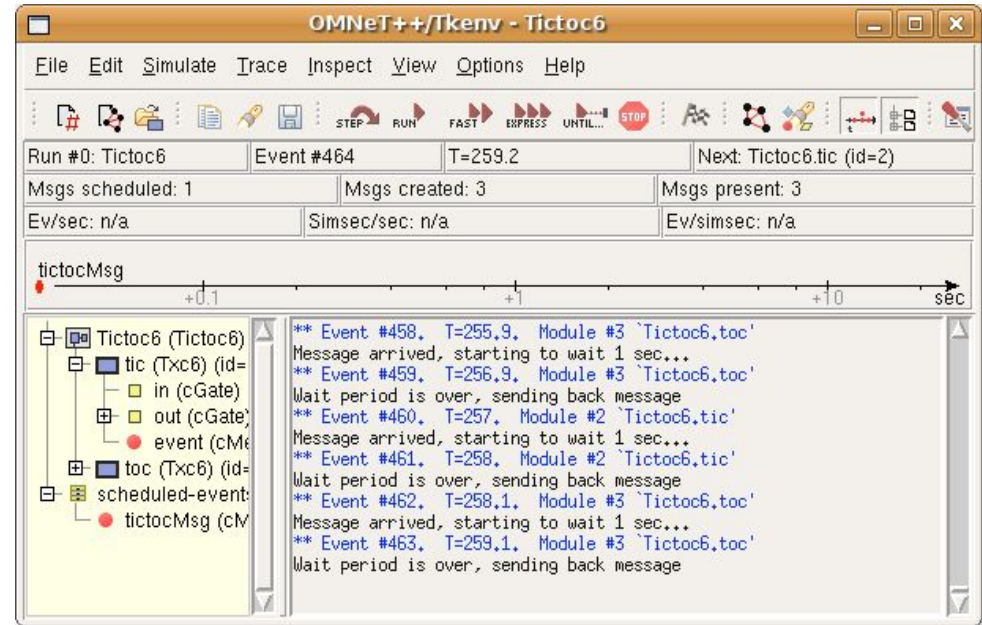 OMNeT++/Tkenv - Tictoc6
File Edit Simulate Trace Inspect View Options Help
STEP RUN FAST EXPRESS UNTIL... STOP
Run #0: Tictoc6 Event #464 T=259.2 Next: Tictoc6.tic (id=2)
Msgs scheduled: 1 Msgs created: 3 Msgs present: 3
Ev/sec: n/a Simsec/sec: n/a Ev/simsec: n/a
tictocMsg
+0.1 +1 +10 sec
Tictoc6 (Tictoc6)
tic (Txc6) (id=
in (cGate)
out (cGate)
event (cMe
toc (Txc6) (id=
scheduled-event
tictocMsg (cM
** Event #458. T=255.9. Module #3 `Tictoc6.toc'
Message arrived, starting to wait 1 sec...
** Event #459. T=256.9. Module #3 `Tictoc6.toc'
Wait period is over, sending back message
** Event #460. T=257. Module #2 `Tictoc6.tic'
Message arrived, starting to wait 1 sec...
** Event #461. T=258. Module #2 `Tictoc6.tic'
Wait period is over, sending back message
** Event #462. T=258.1. Module #3 `Tictoc6.toc'
Message arrived, starting to wait 1 sec...
** Event #463. T=259.1. Module #3 `Tictoc6.toc'
Wait period is over, sending back message